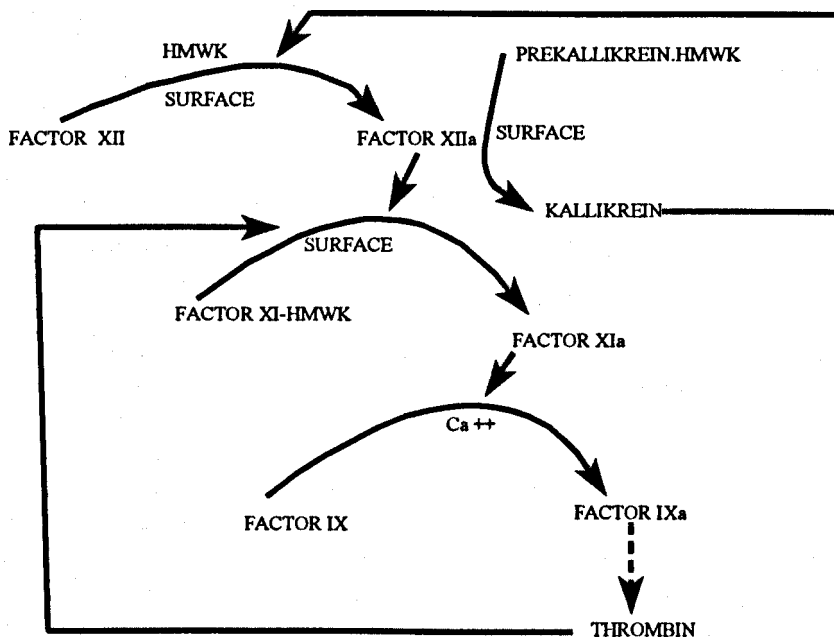 HMWK
PREKALLIKREIN.HMWK
SURFACE
FACTOR XII
FACTOR XIIa
SURFACE
KALLIKREIN
SURFACE
FACTOR XI-HMWK
FACTOR XIa
Ca ++
FACTOR IX
FACTOR IXa
THROMBIN